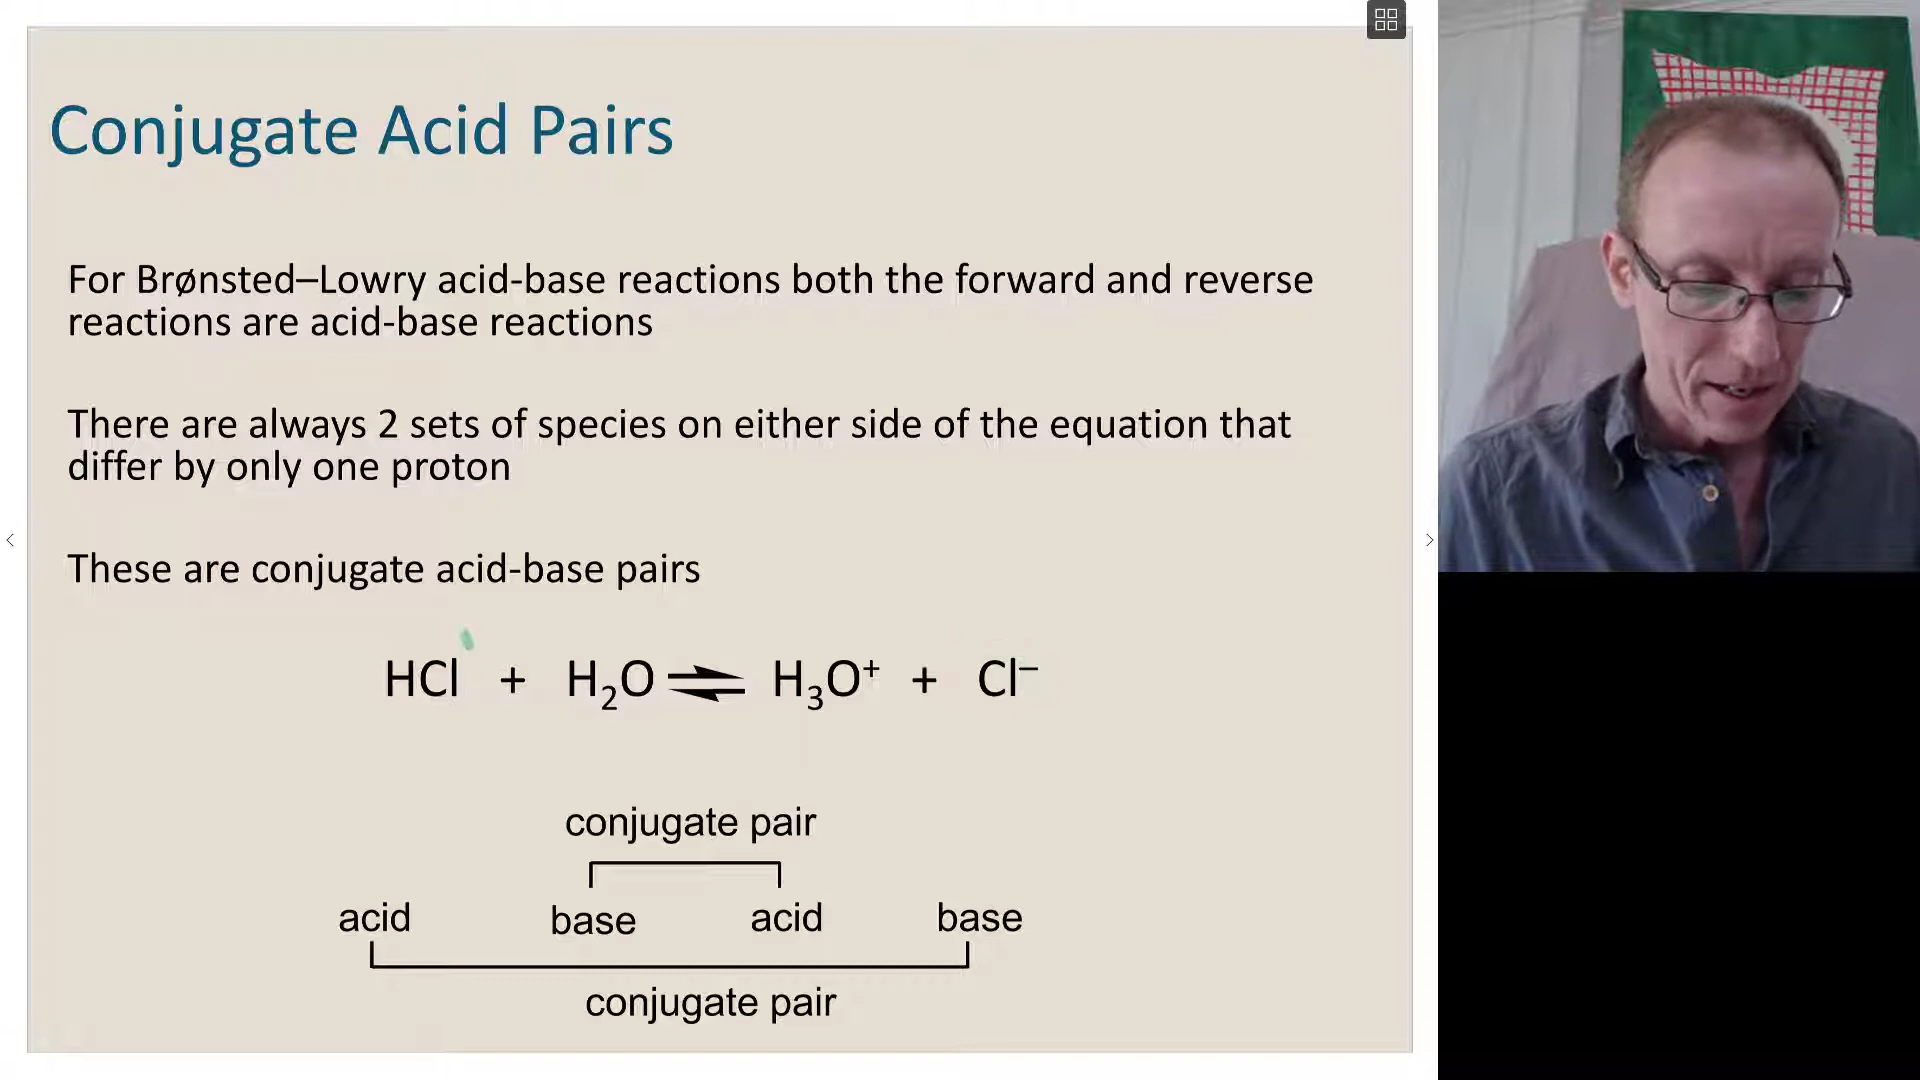 Conjugate Acid Pairs
For Brønsted–Lowry acid-base reactions both the forward and reverse
reactions are acid-base reactions
There are always 2 sets of species on either side of the equation that
differ by only one proton
These are conjugate acid-base pairs
HCl + H₂O ⇌ H₃O⁺ + Cl⁻
conjugate pair
acid base acid base
conjugate pair